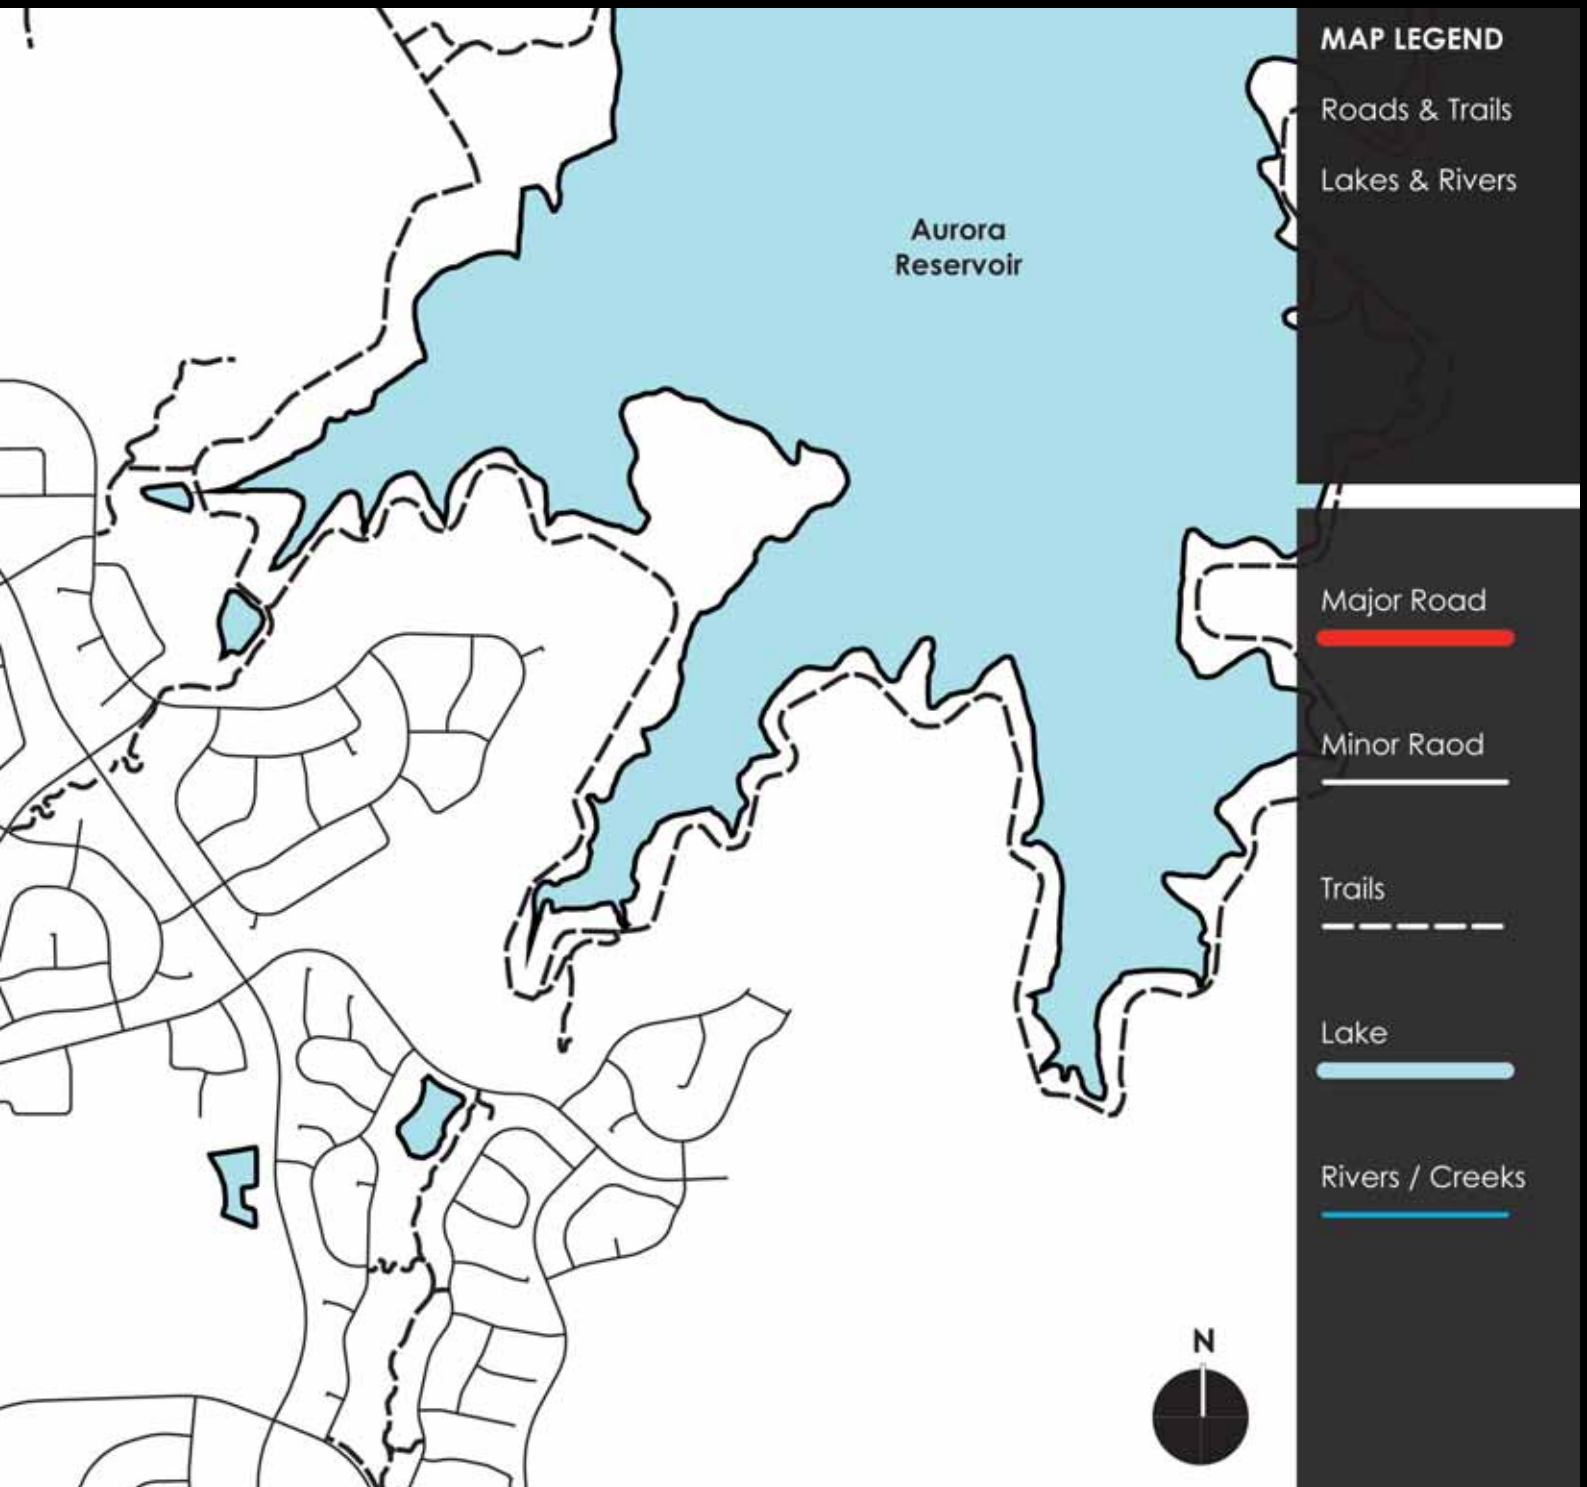 Aurora
Reservoir
MAP LEGEND
Roads & Trails
Lakes & Rivers
Major Road
Minor Raod
Trails
Lake
Rivers / Creeks
N